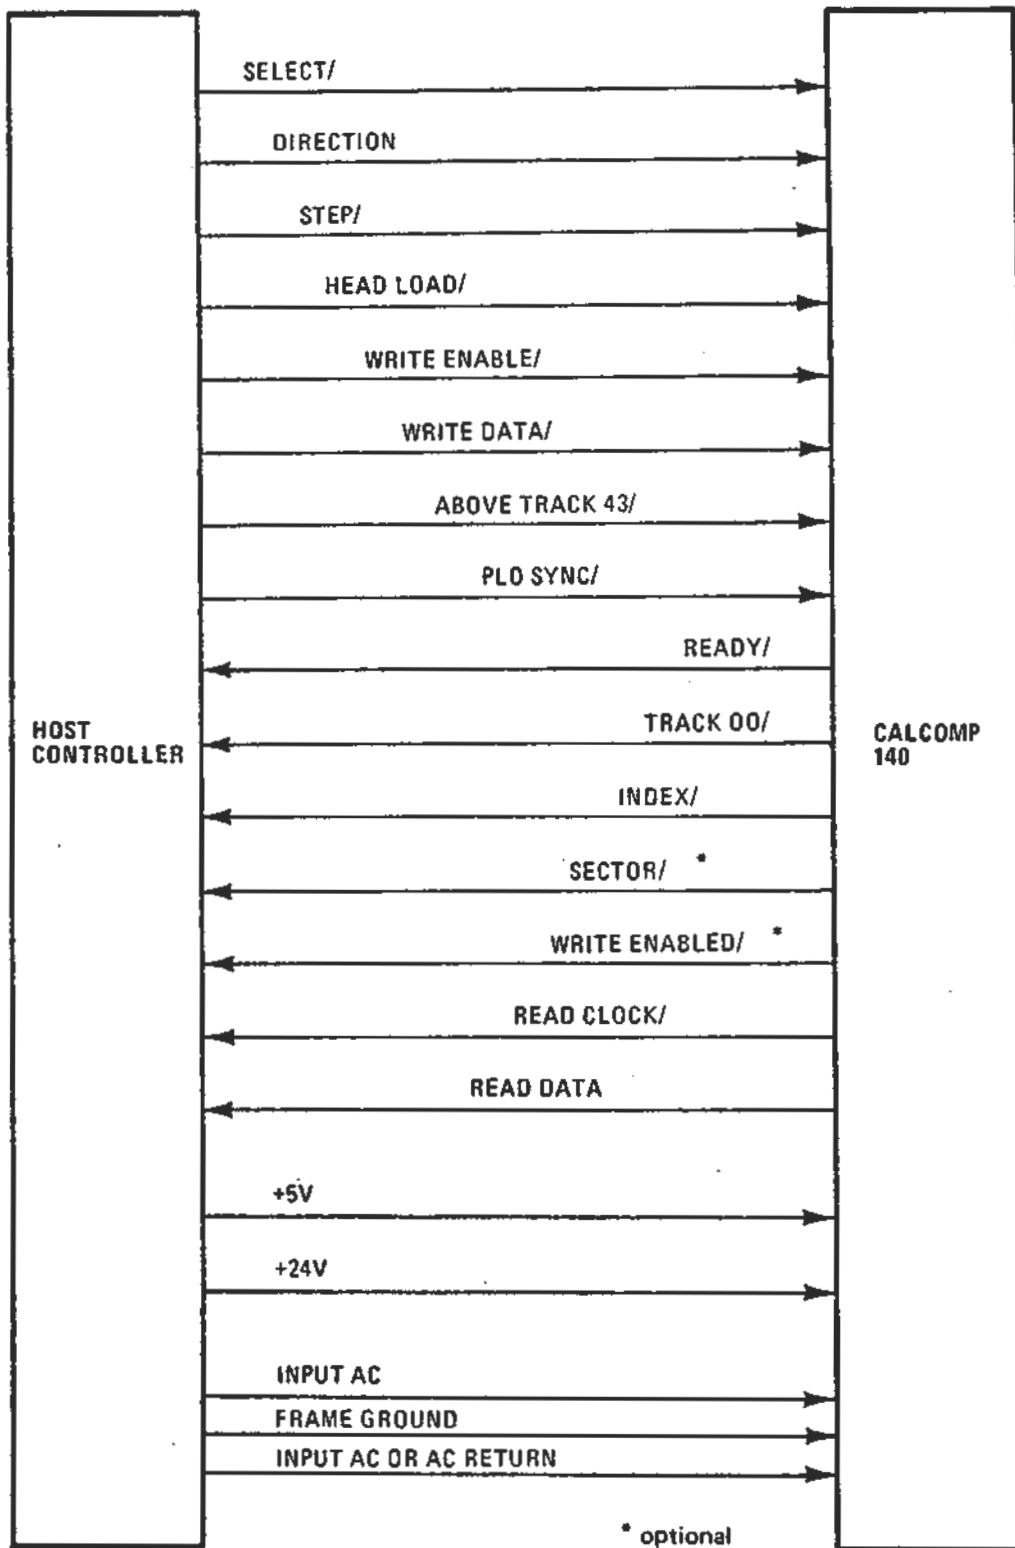 SELECT/
DIRECTION
STEP/
HEAD LOAD/
WRITE ENABLE/
WRITE DATA/
ABOVE TRACK 43/
PLO SYNC/
READY/
HOST
CONTROLLER
TRACK 00/
CALCOMP
140
INDEX/
SECTOR/ *
WRITE ENABLED/ *
READ CLOCK/
READ DATA
+5V
+24V
INPUT AC
FRAME GROUND
INPUT AC OR AC RETURN
* optional